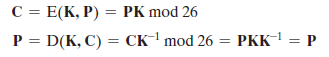 C = E(K, P) = PK mod 26
P = D(K, C) = CK⁻¹ mod 26 = PKK⁻¹ = P